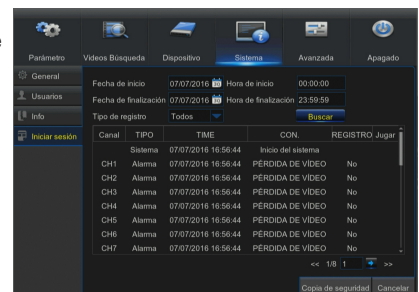 e
Parámetro Videos Búsqueda Dispositivo Sistema Avanzada Apagado
General
Usuarios
Info
Iniciar sesión
Fecha de inicio 07/07/2016 Hora de inicio 00:00:00
Fecha de finalización 07/07/2016 Hora de finalización 23:59:59
Tipo de registro Todos Buscar
Canal TIPO TIME CON. REGISTRO Jugar
Sistema 07/07/2016 16:56:44 Inicio del sistema
CH1 Alarma 07/07/2016 16:56:44 PÉRDIDA DE VÍDEO No
CH2 Alarma 07/07/2016 16:56:44 PÉRDIDA DE VÍDEO No
CH3 Alarma 07/07/2016 16:56:44 PÉRDIDA DE VÍDEO No
CH4 Alarma 07/07/2016 16:56:44 PÉRDIDA DE VÍDEO No
CH5 Alarma 07/07/2016 16:56:44 PÉRDIDA DE VÍDEO No
CH6 Alarma 07/07/2016 16:56:44 PÉRDIDA DE VÍDEO No
CH7 Alarma 07/07/2016 16:56:44 PÉRDIDA DE VÍDEO No
<< 1/8 1 >>
Copia de seguridad Cancelar